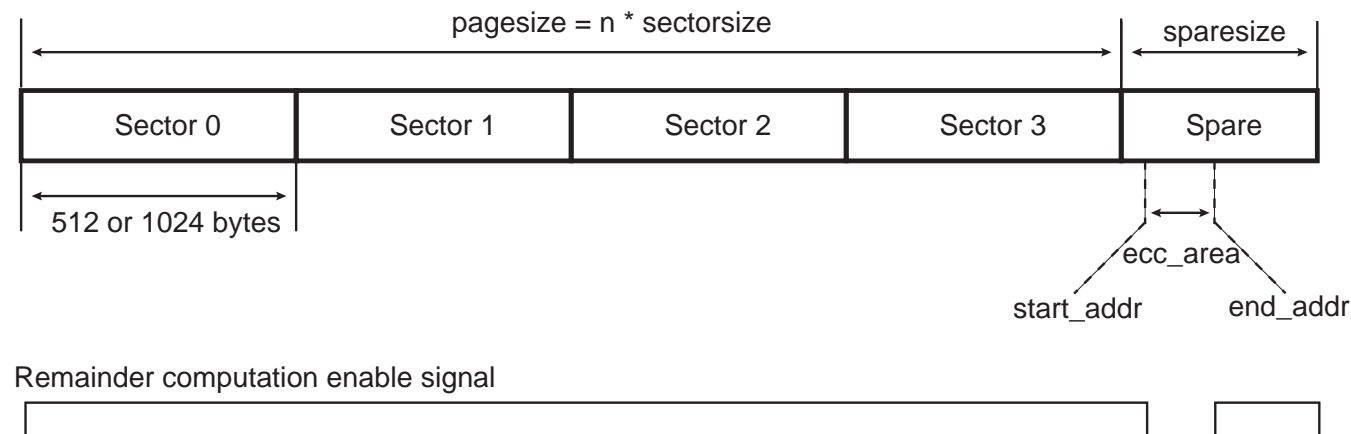 pagesize = n * sectorsize
sparesize
Sector 0
Sector 1
Sector 2
Sector 3
Spare
512 or 1024 bytes
ecc_area
start_addr
end_addr
Remainder computation enable signal